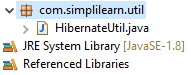 com.simplilearn.util
HibernateUtil.java
JRE System Library [JavaSE-1.8]
Referenced Libraries